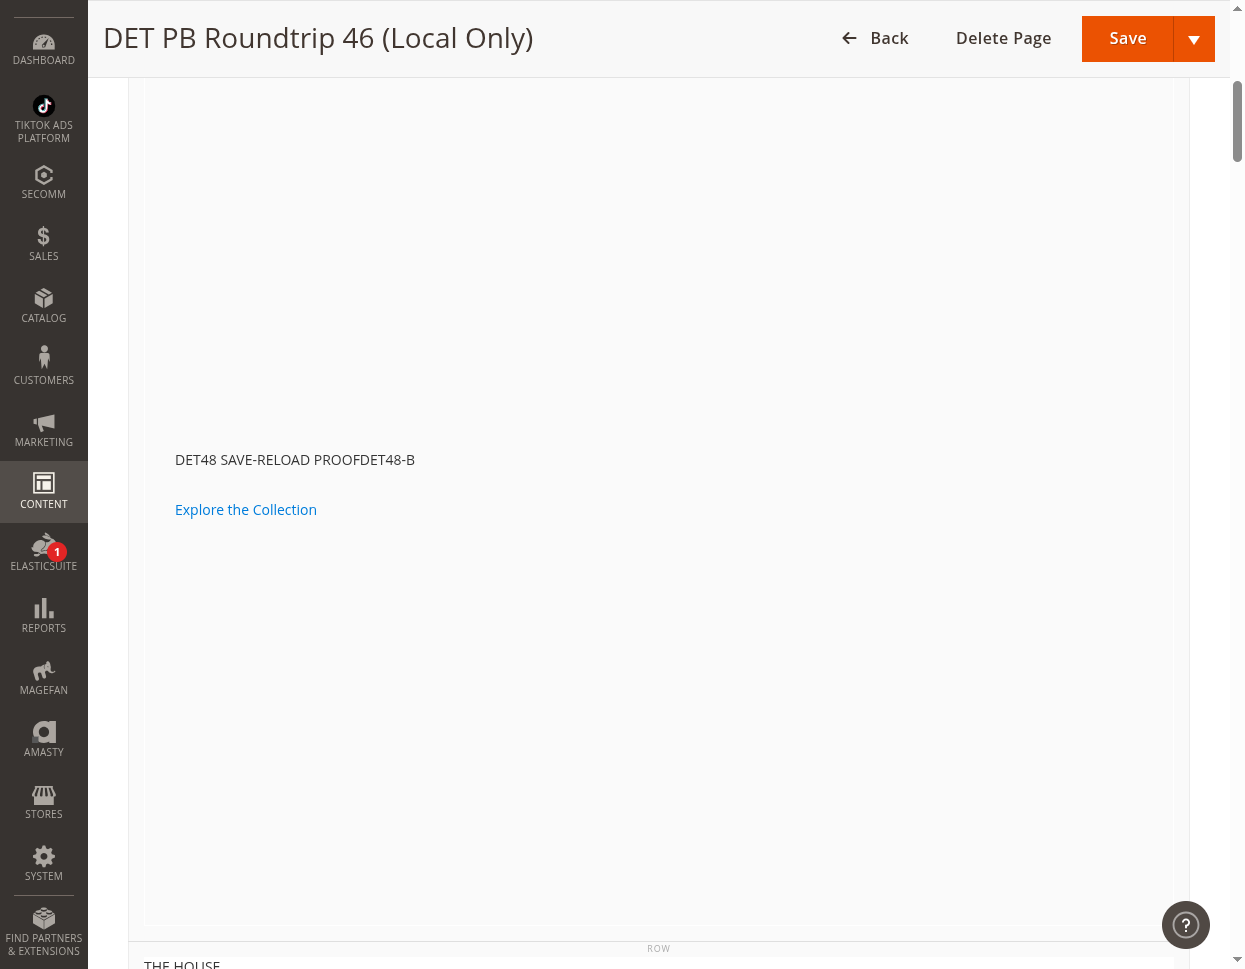 DET PB Roundtrip 46 (Local Only)
Back
Delete Page
Save
DASHBOARD
TIKTOK ADS
PLATFORM
SECOMM
SALES
CATALOG
CUSTOMERS
MARKETING
CONTENT
1
ELASTICSUITE
REPORTS
MAGEFAN
AMASTY
STORES
SYSTEM
FIND PARTNERS
& EXTENSIONS
DET48 SAVE-RELOAD PROOFDET48-B
Explore the Collection
ROW
THE HOUSE
?